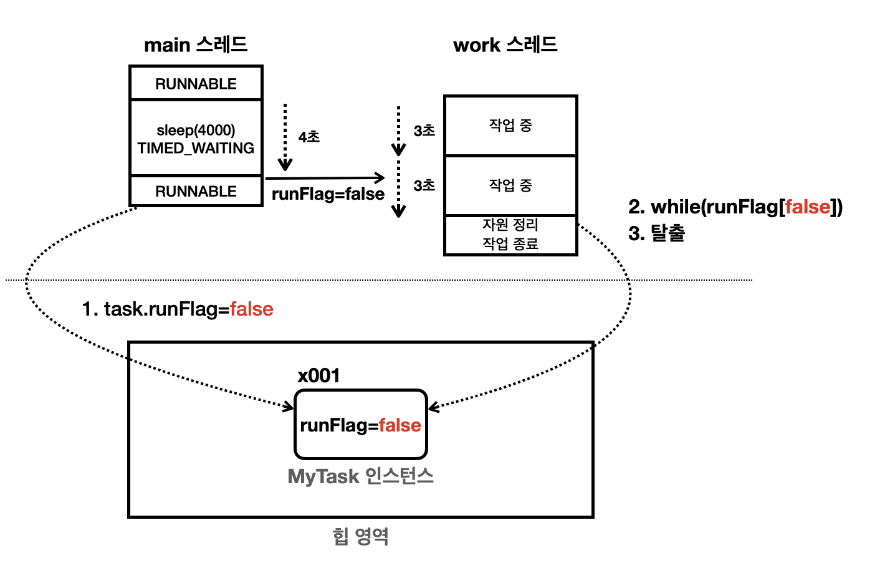 main 스레드
work 스레드
RUNNABLE
sleep(4000)
TIMED_WAITING
4초
RUNNABLE
runFlag=false
3초
작업 중
3초
작업 중
자원 정리
작업 종료
2. while(runFlag[false])
3. 탈출
1. task.runFlag=false
x001
runFlag=false
MyTask 인스턴스
힙 영역